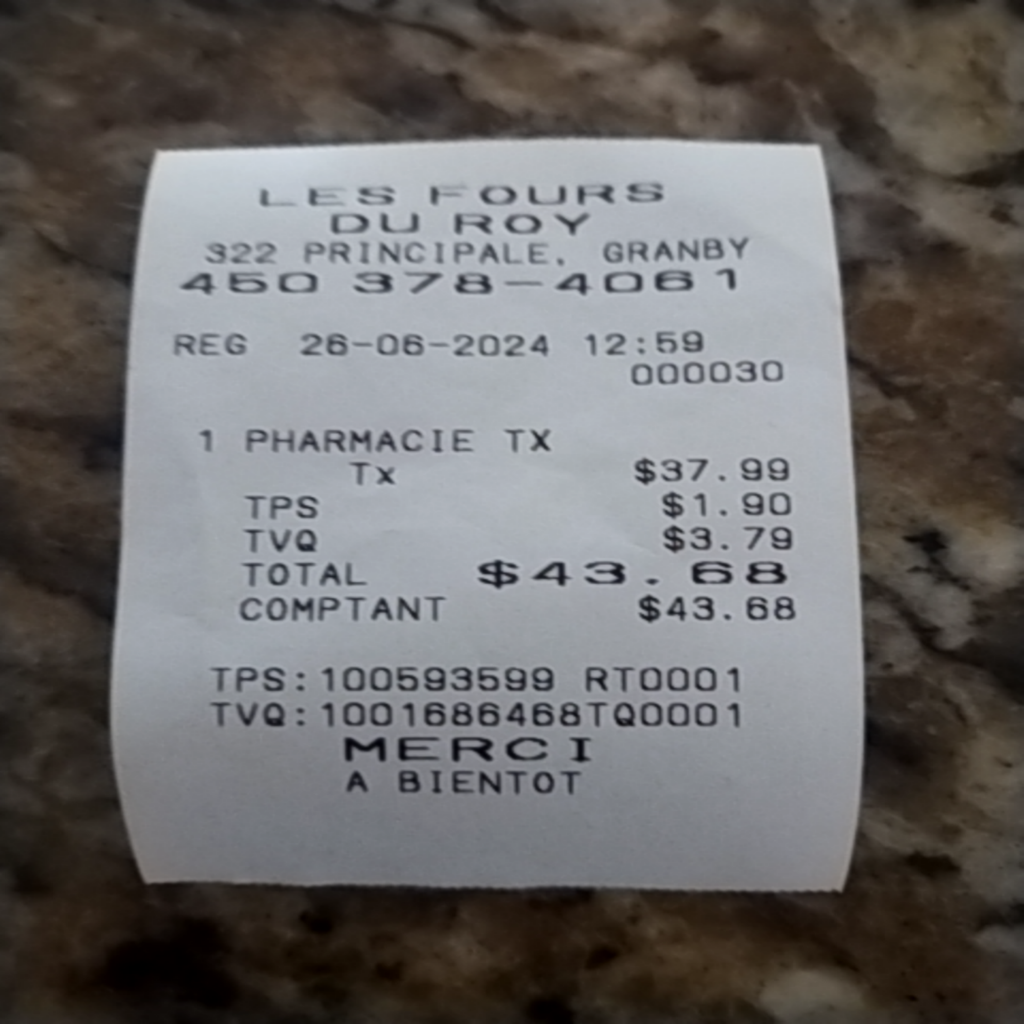 LES FOURS
DU ROY
322 PRINCIPALE, GRANBY
450 378-4061
REG 26-06-2024 12:59
000030
1 PHARMACIE TX
Tx $37.99
TPS $1.90
TVQ $3.79
TOTAL $43.68
COMPTANT $43.68
TPS:100593599 RT0001
TVQ:1001686468TQ0001
MERCI
A BIENTOT